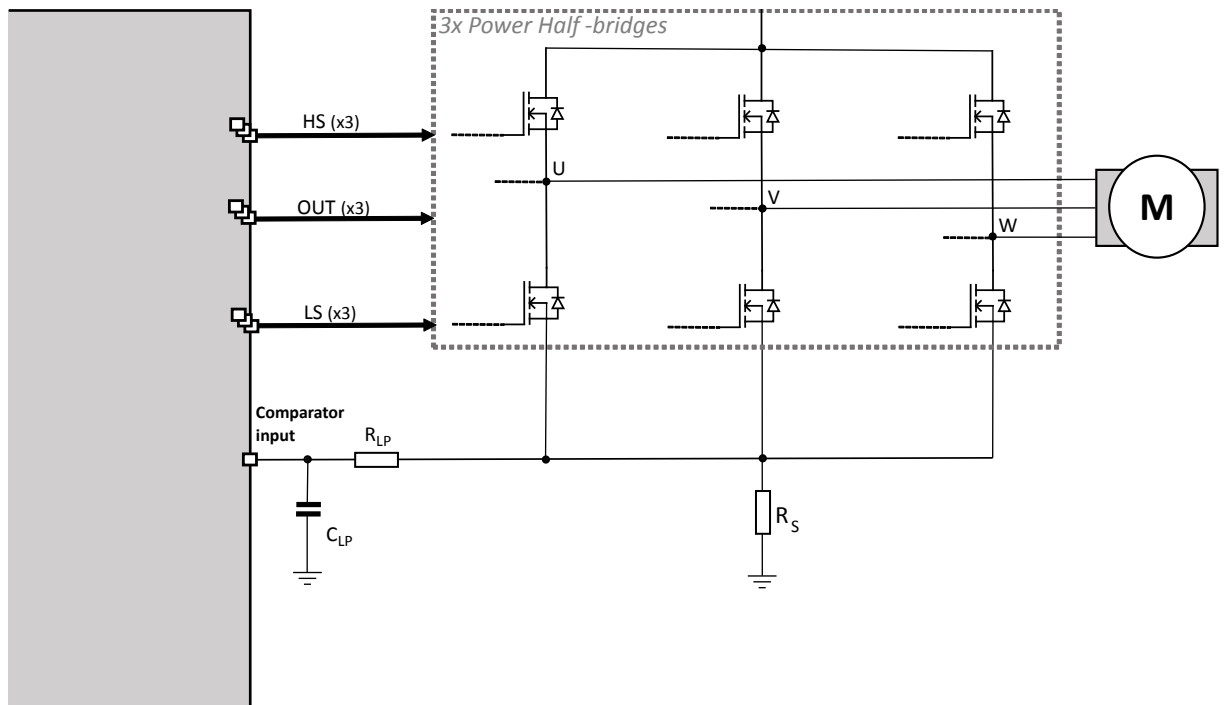 3x Power Half -bridges
HS (x3)
U
OUT (x3)
V
M
W
LS (x3)
Comparator
input
RLP
RS
CLP